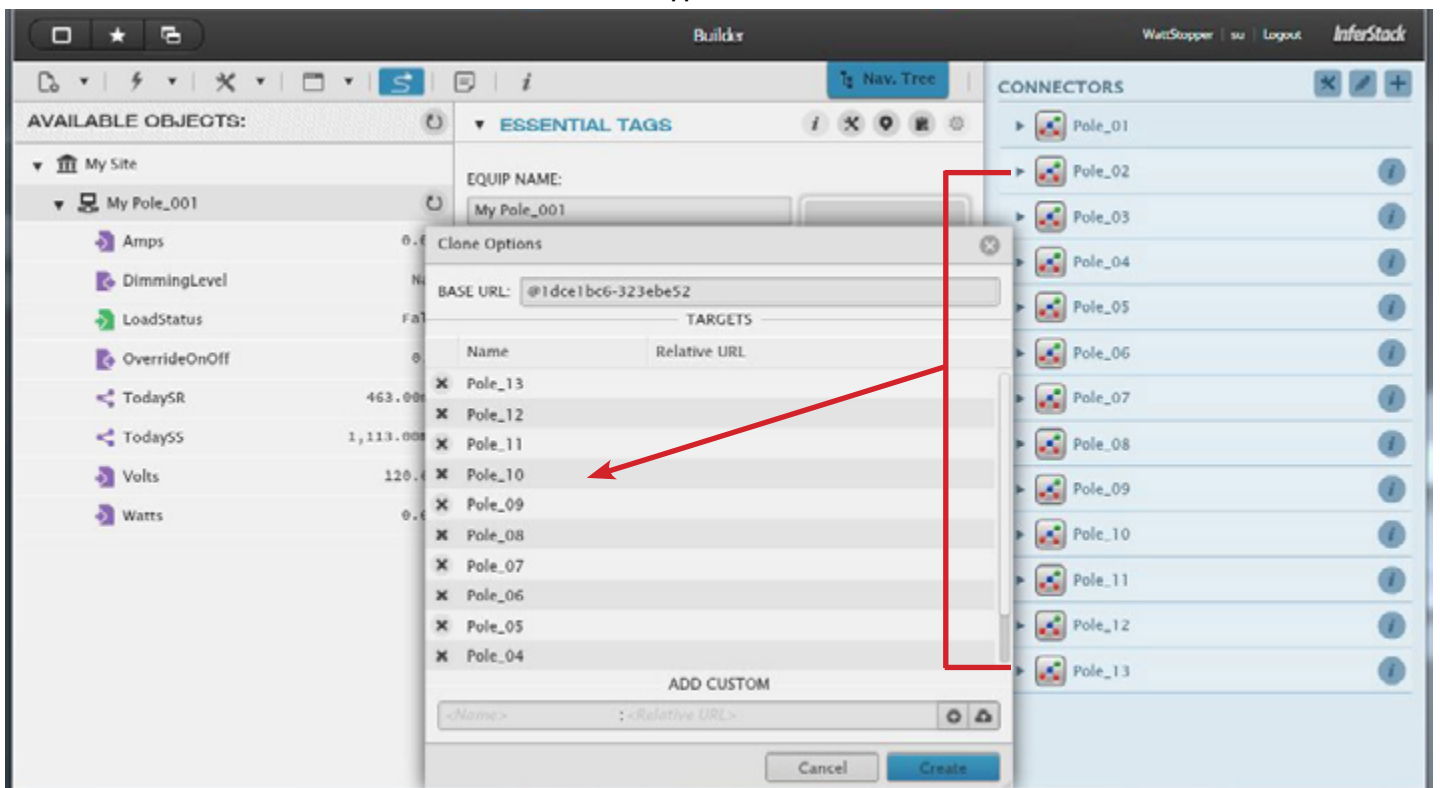 Builder
WattStopper | su | Logout
InferStack
Nav. Tree
CONNECTORS
AVAILABLE OBJECTS:
ESSENTIAL TAGS
My Site
EQUIP NAME:
My Pole_001
My Pole_001
Amps
DimmingLevel
LoadStatus
OverrideOnOff
TodaySR 463.00
TodaySS 1,113.00
Volts 120.
Watts
Clone Options
BASE URL: @1dce1bc6-323ebe52
TARGETS
Name Relative URL
Pole_13
Pole_12
Pole_11
Pole_10
Pole_09
Pole_08
Pole_07
Pole_06
Pole_05
Pole_04
ADD CUSTOM
<Name> : <Relative URL>
Cancel Create
Pole_01
Pole_02
Pole_03
Pole_04
Pole_05
Pole_06
Pole_07
Pole_08
Pole_09
Pole_10
Pole_11
Pole_12
Pole_13